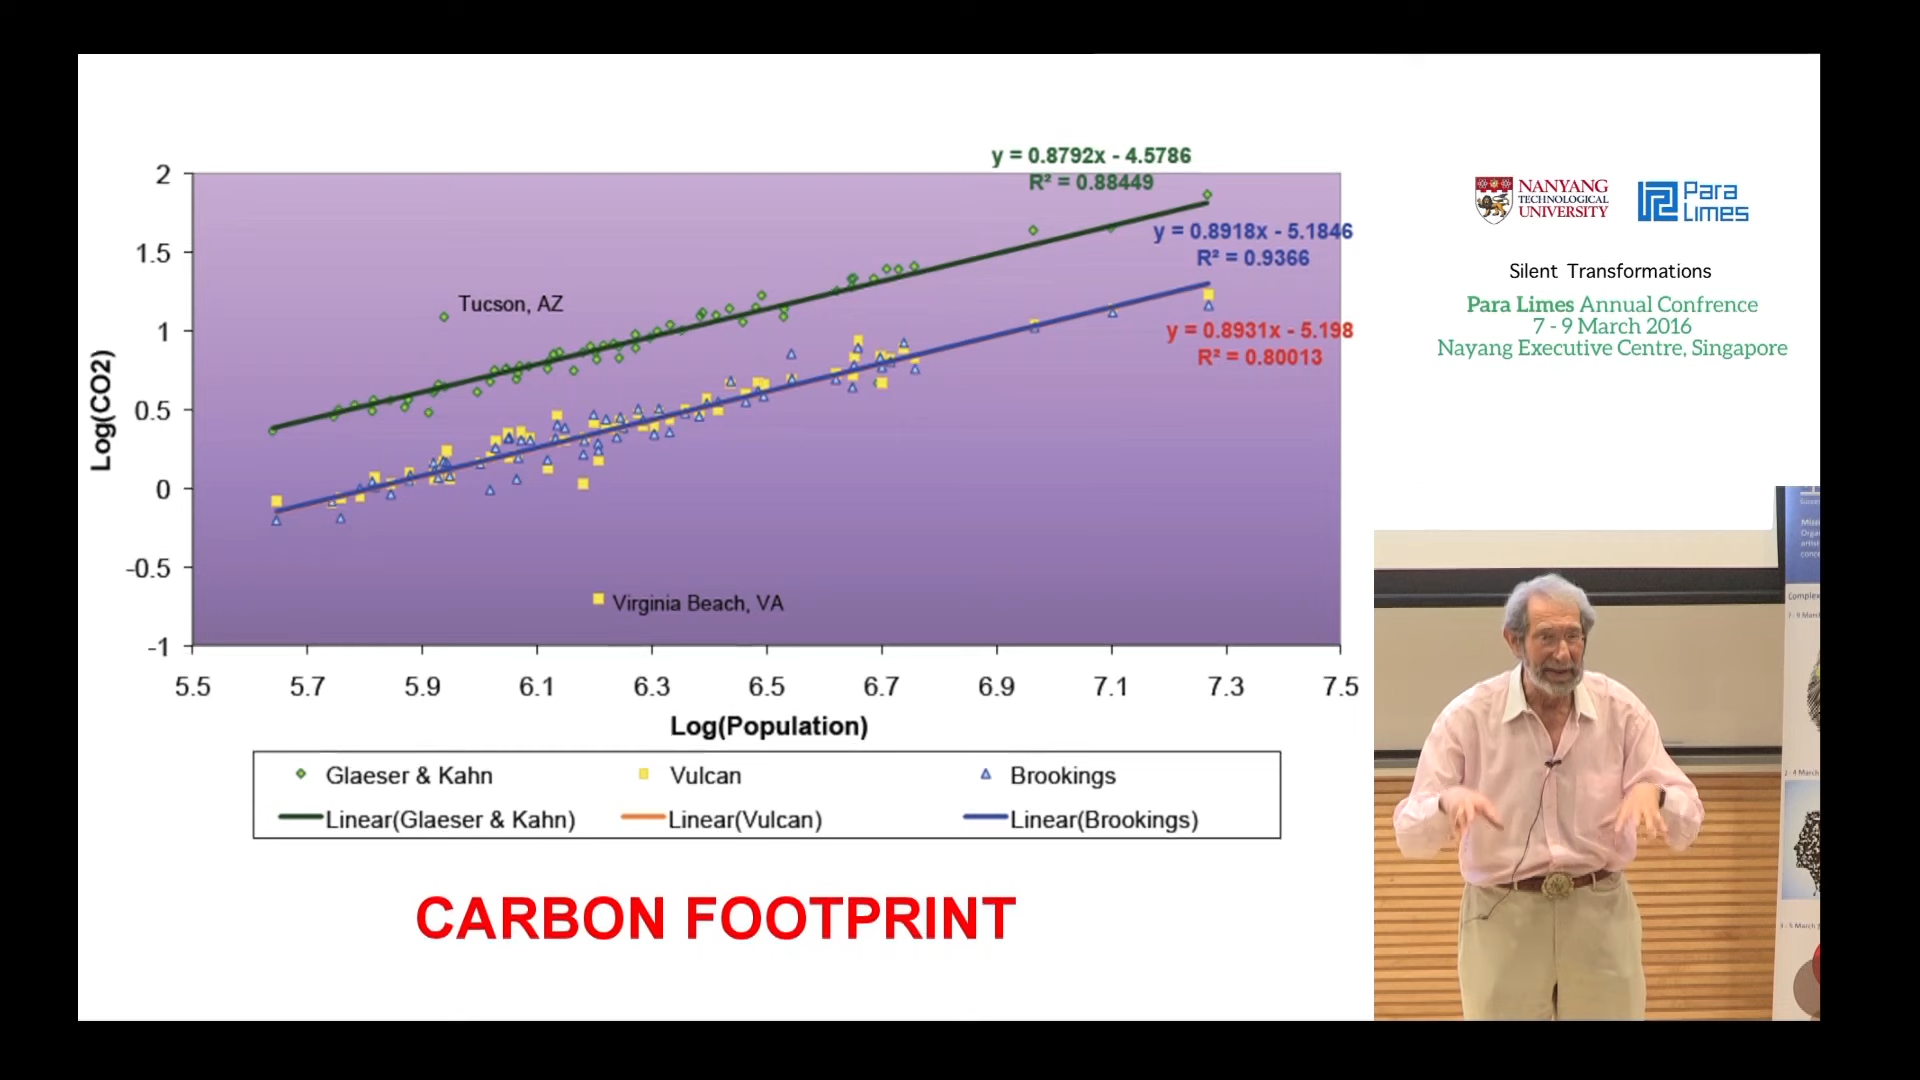 y = 0.8792x - 4.5786
R² = 0.88449
y = 0.8918x - 5.1846
R² = 0.9366
y = 0.8931x - 5.198
R² = 0.80013
Tucson, AZ
Virginia Beach, VA
Log(CO2)
2
1.5
1
0.5
0
-0.5
-1
5.5 5.7 5.9 6.1 6.3 6.5 6.7 6.9 7.1 7.3 7.5
Log(Population)
Glaeser & Kahn Vulcan Brookings
Linear(Glaeser & Kahn) Linear(Vulcan) Linear(Brookings)
CARBON FOOTPRINT
NANYANG
TECHNOLOGICAL
UNIVERSITY
Para
Limes
Silent Transformations
Para Limes Annual Confrence
7 - 9 March 2016
Nayang Executive Centre, Singapore